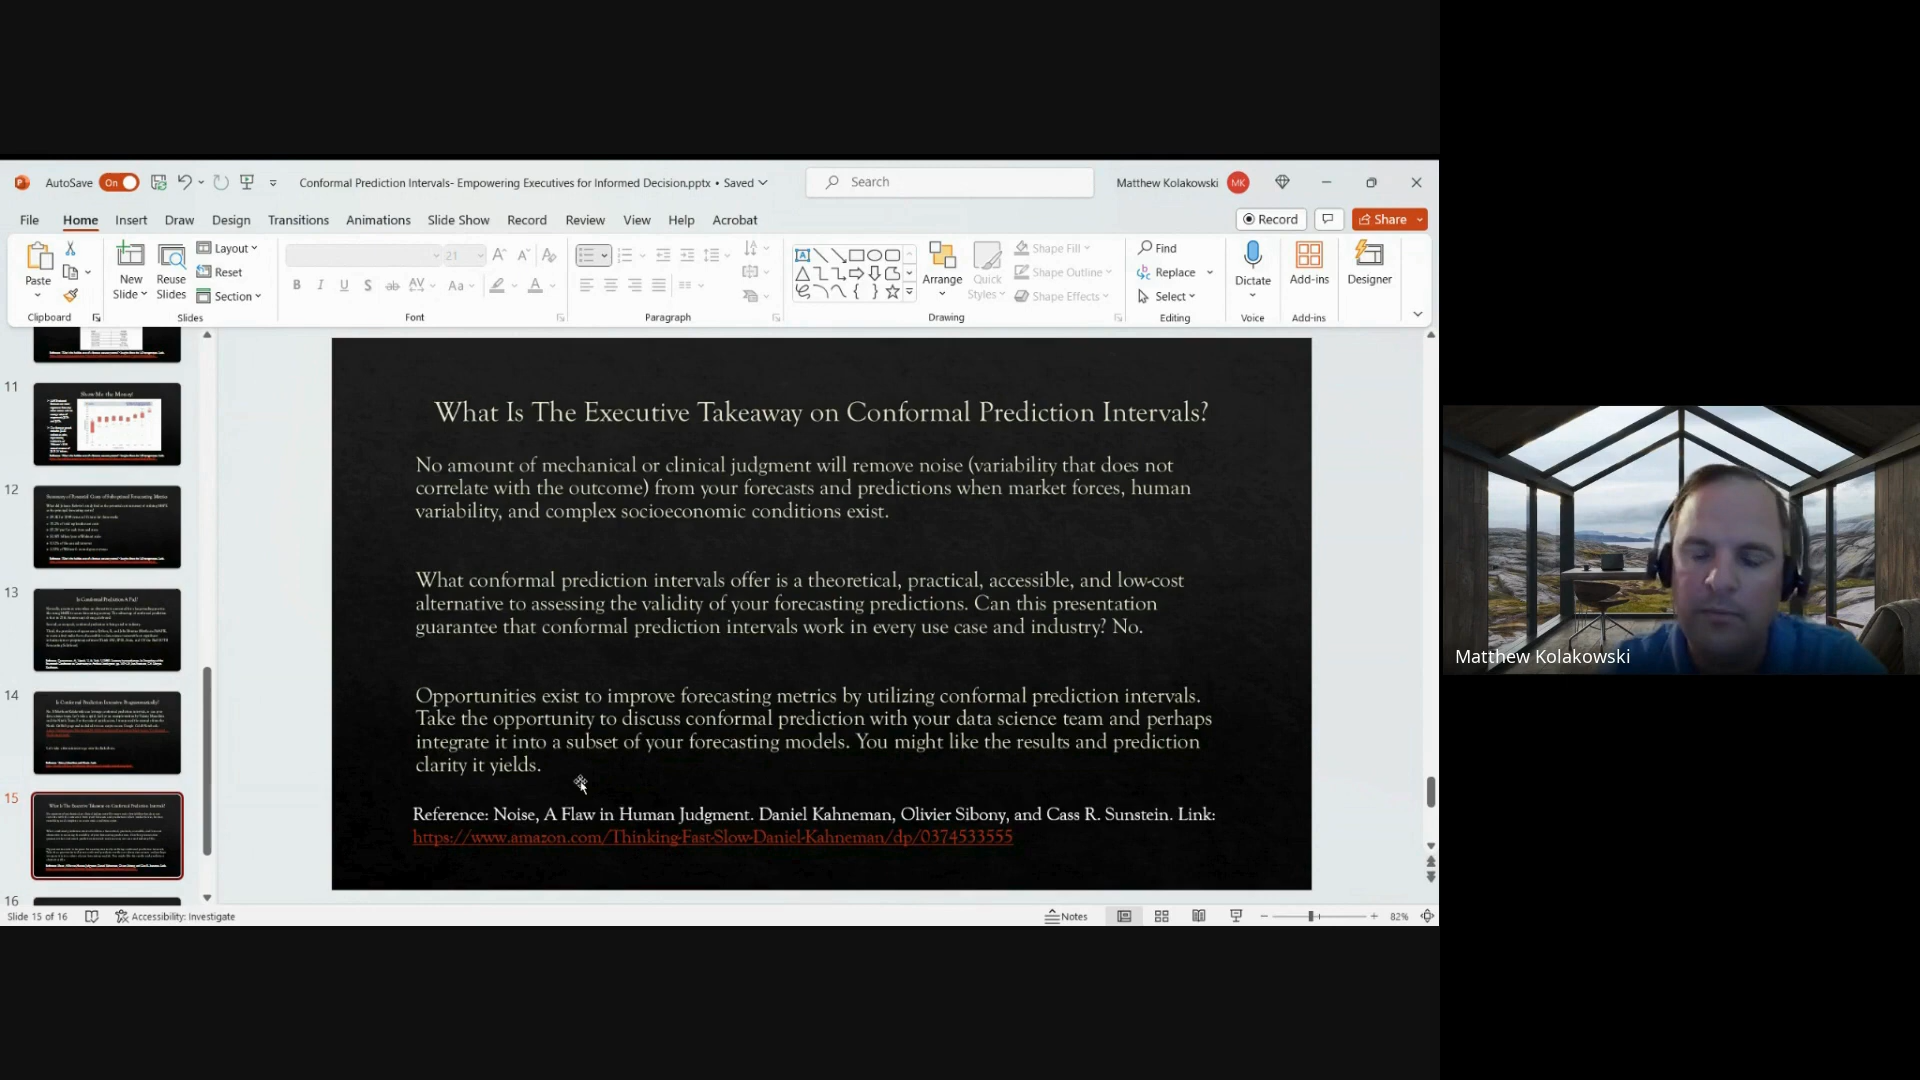 AutoSave On
Conformal Prediction Intervals- Empowering Executives for Informed Decision.pptx • Saved
Search
Matthew Kolakowski MK
File Home Insert Draw Design Transitions Animations Slide Show Record Review View Help Acrobat
Record
Share
Paste
New Slide
Reuse Slides
Layout
Reset
Section
21
Shape Fill
Shape Outline
Shape Effects
Arrange
Quick Styles
Find
Replace
Select
Dictate
Add-ins
Designer
Clipboard Slides Font Paragraph Drawing Editing Voice Add-ins
11
Show Me the Money!
12
13
Is Conformal Prediction A Fad?
14
15
16
What Is The Executive Takeaway on Conformal Prediction Intervals?
No amount of mechanical or clinical judgment will remove noise (variability that does not
correlate with the outcome) from your forecasts and predictions when market forces, human
variability, and complex socioeconomic conditions exist.
What conformal prediction intervals offer is a theoretical, practical, accessible, and low-cost
alternative to assessing the validity of your forecasting predictions. Can this presentation
guarantee that conformal prediction intervals work in every use case and industry? No.
Opportunities exist to improve forecasting metrics by utilizing conformal prediction intervals.
Take the opportunity to discuss conformal prediction with your data science team and perhaps
integrate it into a subset of your forecasting models. You might like the results and prediction
clarity it yields.
Reference: Noise, A Flaw in Human Judgment. Daniel Kahneman, Olivier Sibony, and Cass R. Sunstein. Link:
https://www.amazon.com/Thinking-Fast-Slow-Daniel-Kahneman/dp/0374533555
Slide 15 of 16
Accessibility: Investigate
Notes
82%
Matthew Kolakowski